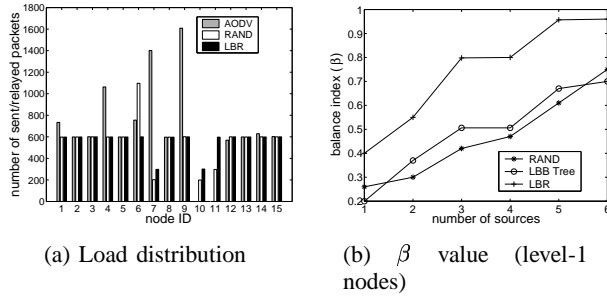 1800
1600
1400
1200
1000
800
600
400
200
0
number of sent/relayed packets
AODV
RAND
LBR
1 2 3 4 5 6 7 8 9 10 11 12 13 14 15
node ID
(a) Load distribution
1
0.9
0.8
0.7
0.6
0.5
0.4
0.3
0.2
balance index (β)
RAND
LBB Tree
LBR
1 2 3 4 5 6
number of sources
(b) β value (level-1
nodes)